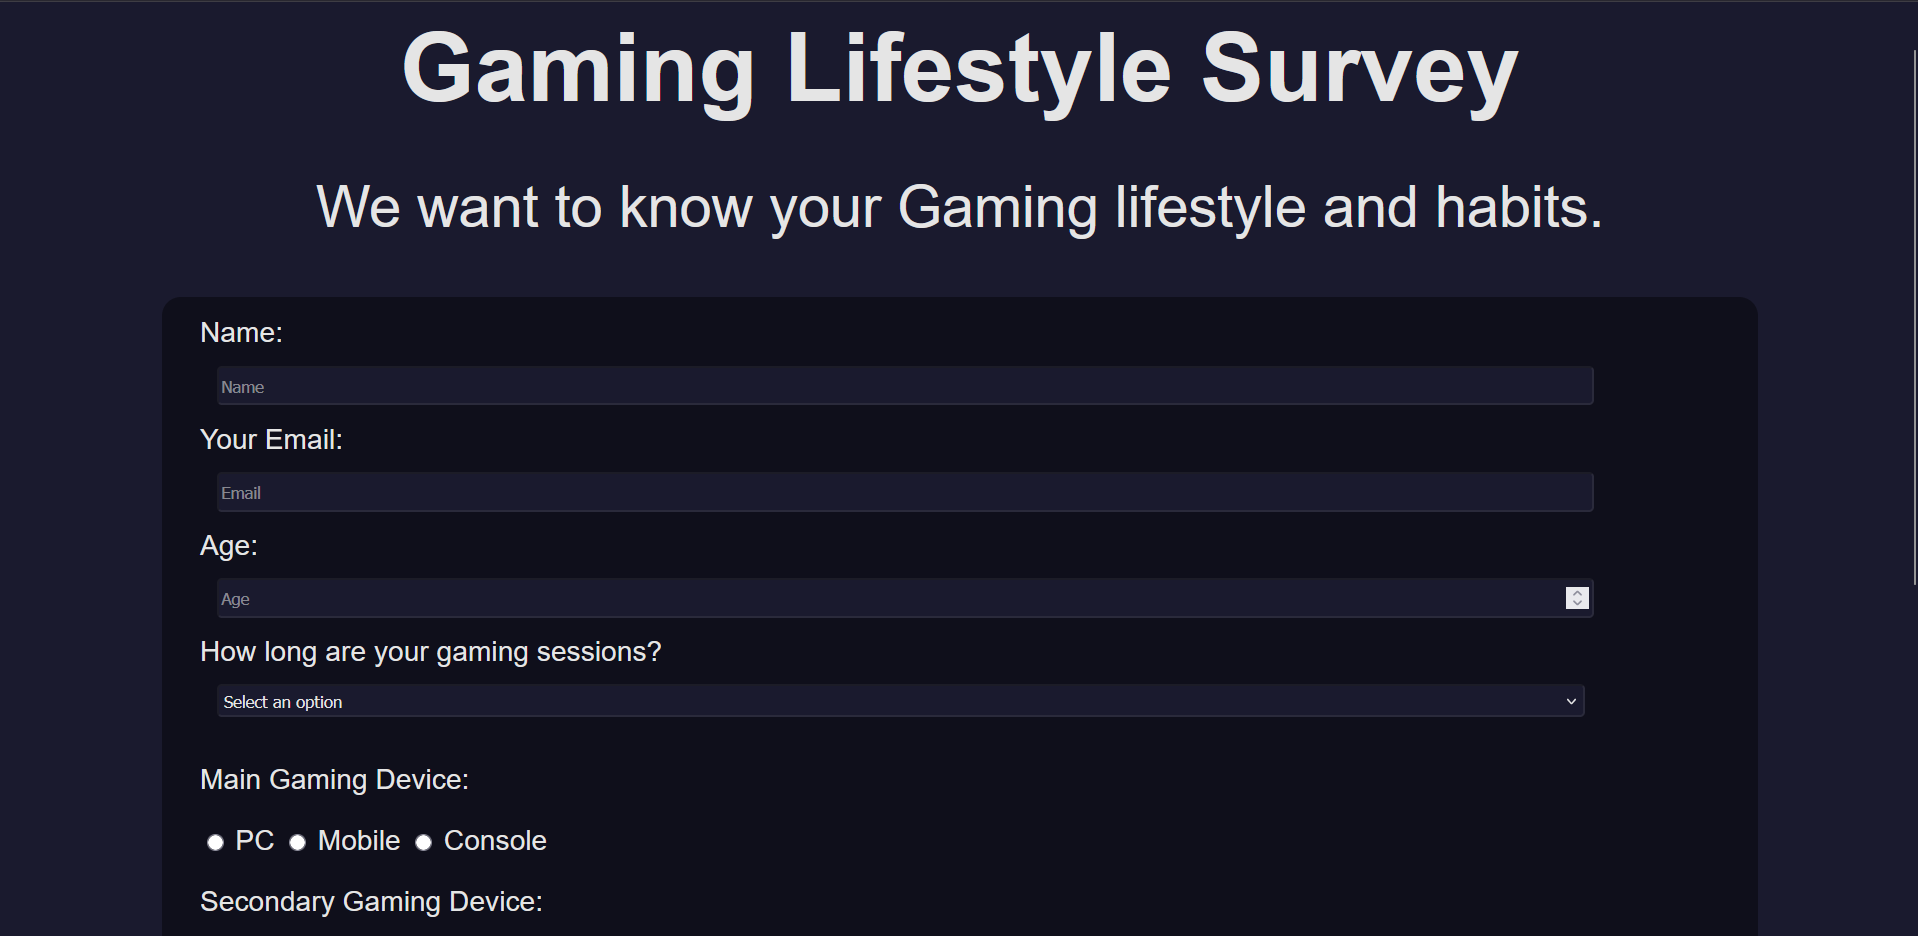 Gaming Lifestyle Survey
We want to know your Gaming lifestyle and habits.
Name:
Name
Your Email:
Email
Age:
Age
How long are your gaming sessions?
Select an option
Main Gaming Device:
PC Mobile Console
Secondary Gaming Device: